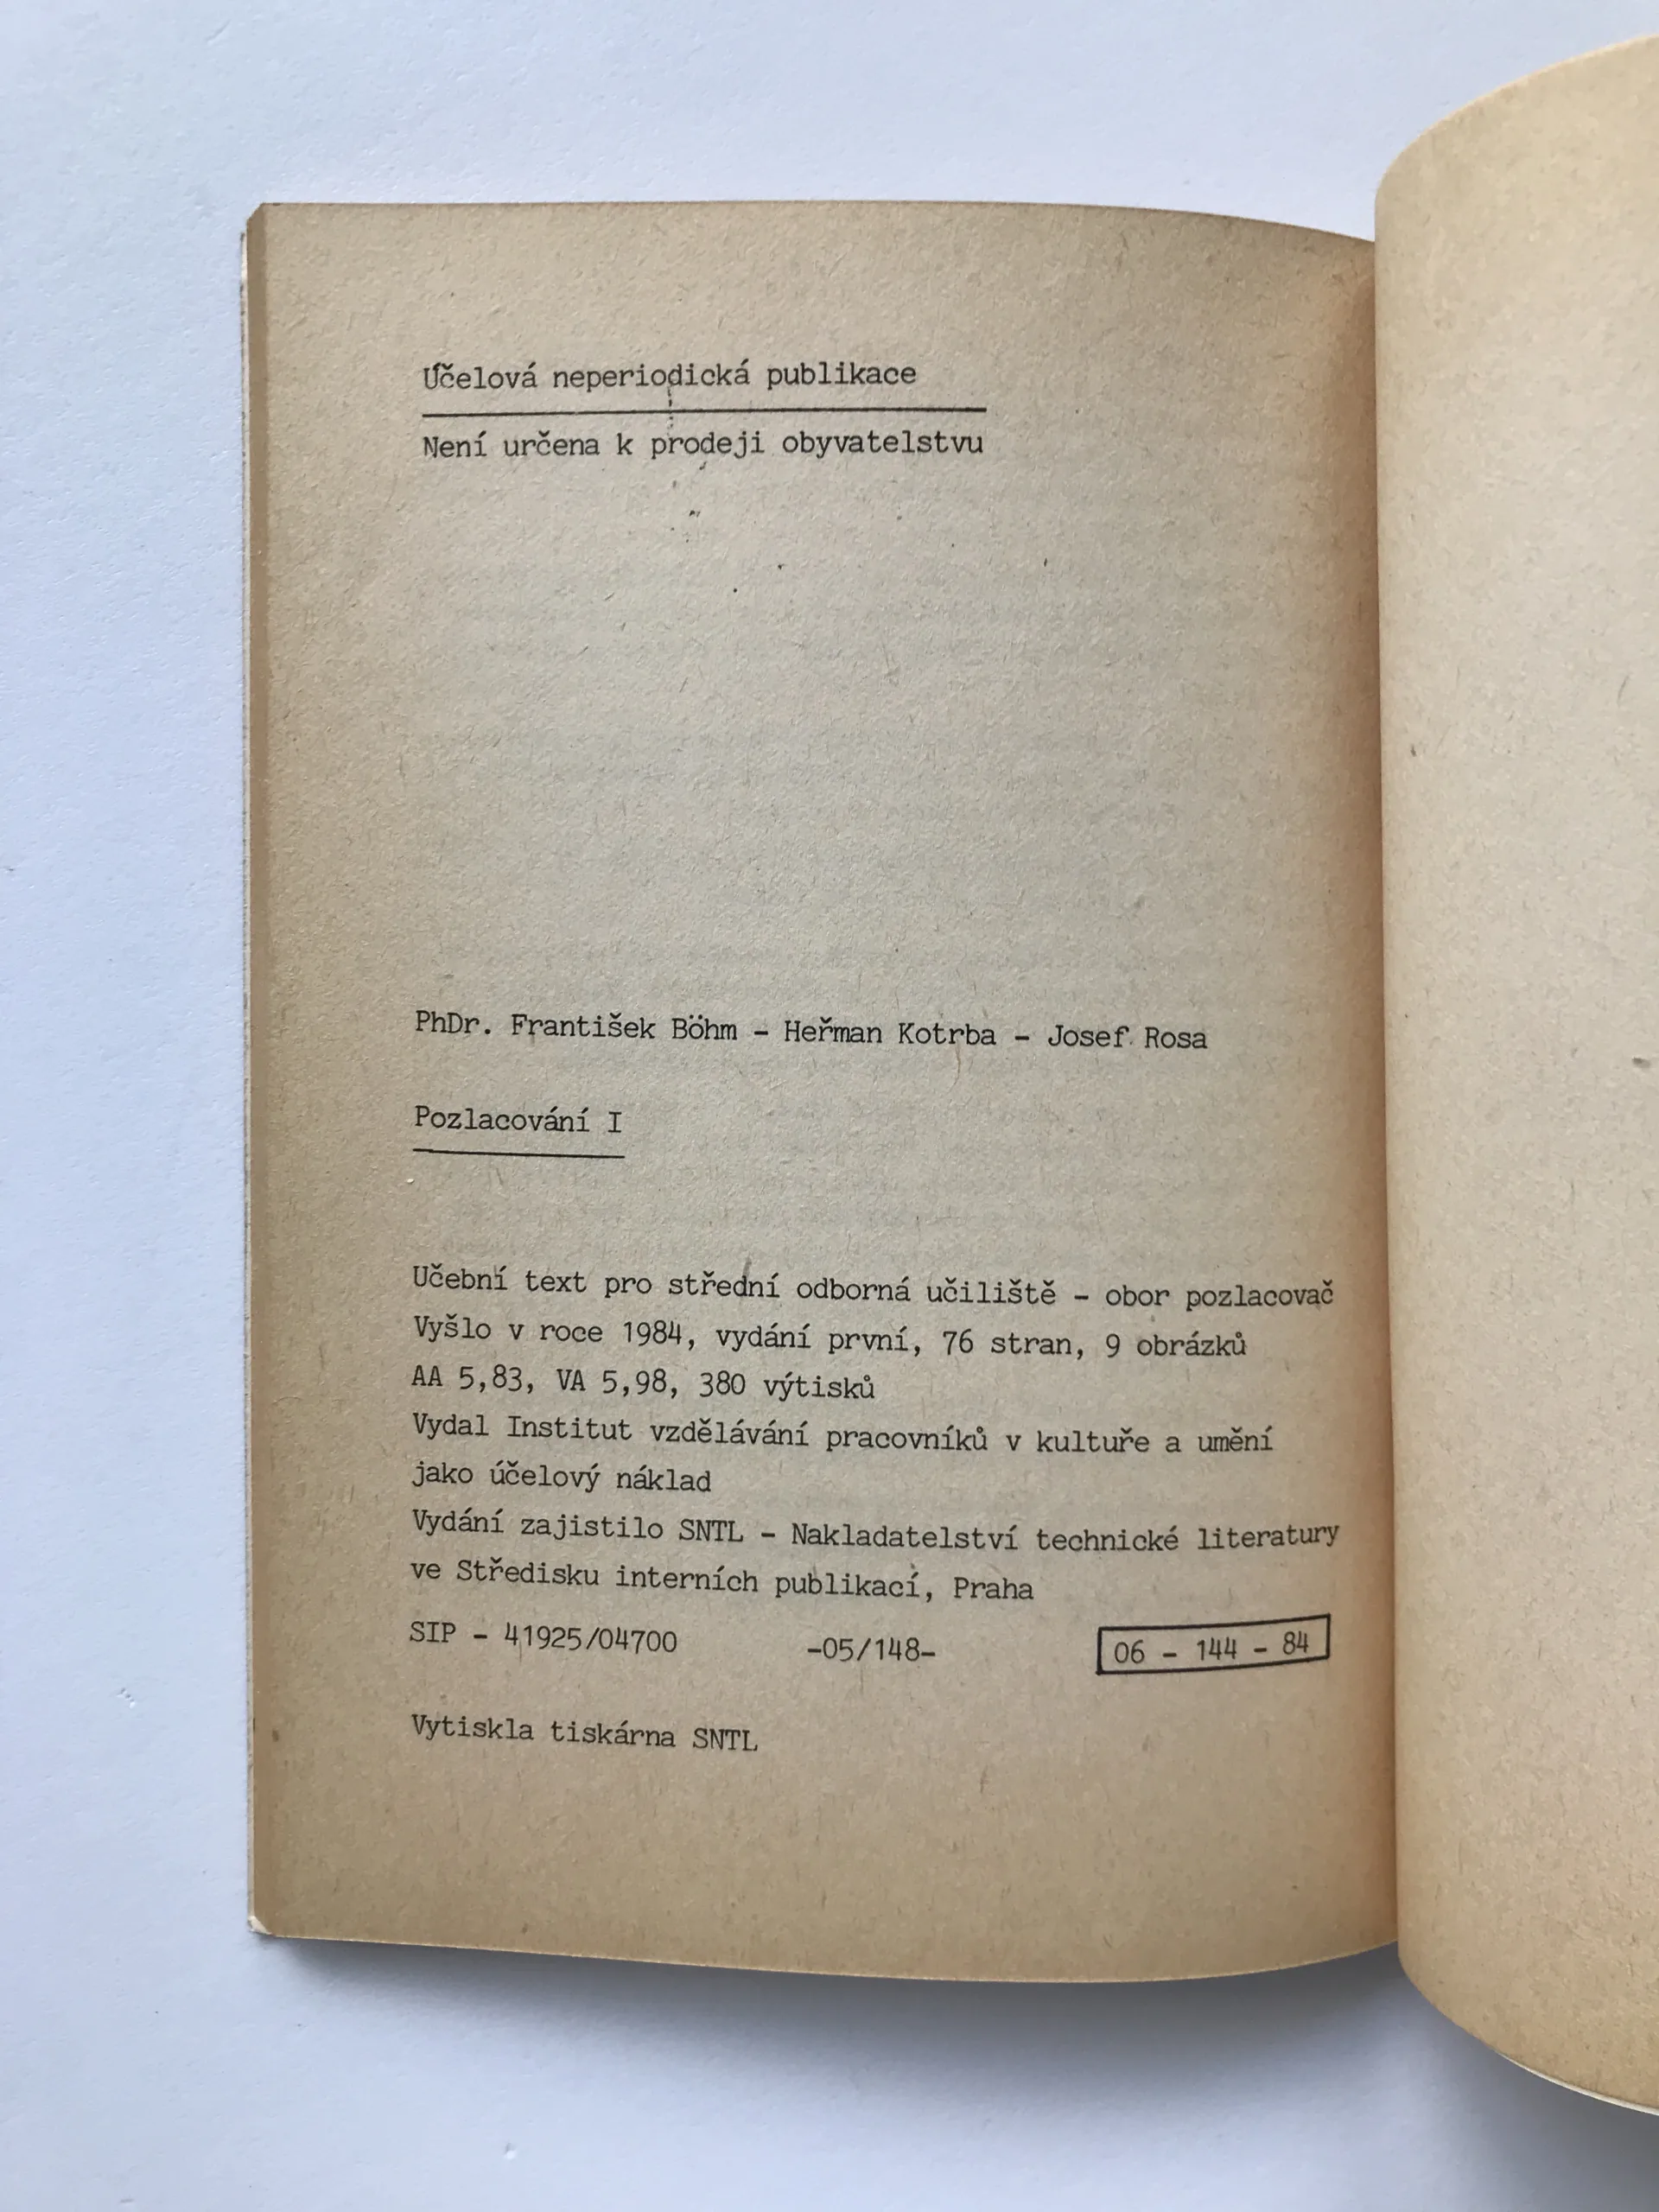 Účelová neperiodická publikace
Není určena k prodeji obyvatelstvu
PhDr. František Böhm - Heřman Kotrba - Josef Rosa
Pozlacování I
Učební text pro střední odborná učiliště - obor pozlacovač
Vyšlo v roce 1984, vydání první, 76 stran, 9 obrázků
AA 5,83, VA 5,98, 380 výtisků
Vydal Institut vzdělávání pracovníků v kultuře a umění
jako účelový náklad
Vydání zajistilo SNTL - Nakladatelství technické literatury
ve Středisku interních publikací, Praha
SIP - 41925/04700 -05/148- 06 - 144 - 84
Vytiskla tiskárna SNTL